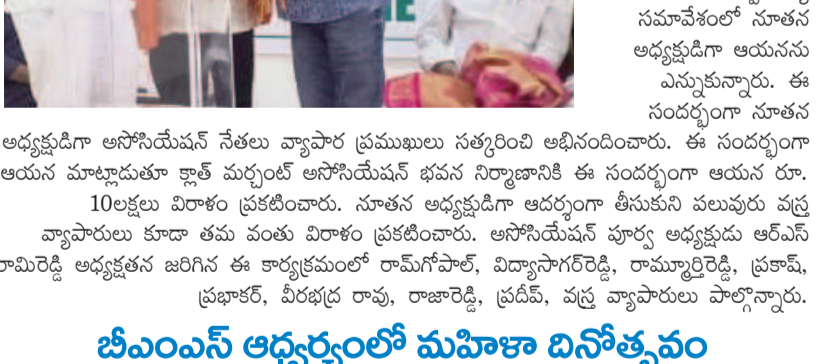 సమావేశంలో నూతన
అధ్యక్షుడిగా ఆయనను
ఎన్నుకున్నారు. ఈ
సందర్భంగా నూతన
అధ్యక్షుడిగా అసోసియేషన్ నేతలు వ్యాపార ప్రముఖులు సత్కరించి అభినందించారు. ఈ సందర్భంగా
ఆయన మాట్లాడుతూ క్లాత్ మర్చంట్ అసోసియేషన్ భవన నిర్మాణానికి ఈ సందర్భంగా ఆయన రూ.
10లక్షలు విరాళం ప్రకటించారు. నూతన అధ్యక్షుడిగా ఆదర్శంగా తీసుకుని పలువురు వస్త్ర
వ్యాపారులు కూడా తమ వంతు విరాళం ప్రకటించారు. అసోసియేషన్ పూర్వ అధ్యక్షుడు ఆర్ఎస్
రామిరెడ్డి అధ్యక్షతన జరిగిన ఈ కార్యక్రమంలో రామ్‌గోపాల్, విద్యాసాగర్‌రెడ్డి, రామ్మూర్తిరెడ్డి, ప్రకాష్,
ప్రభాకర్, వీరభద్ర రావు, రాజారెడ్డి, ప్రదీప్, వస్త్ర వ్యాపారులు పాల్గొన్నారు.
బీఎంఎస్ ఆధ్వర్యంలో మహిళా దినోత్సవం